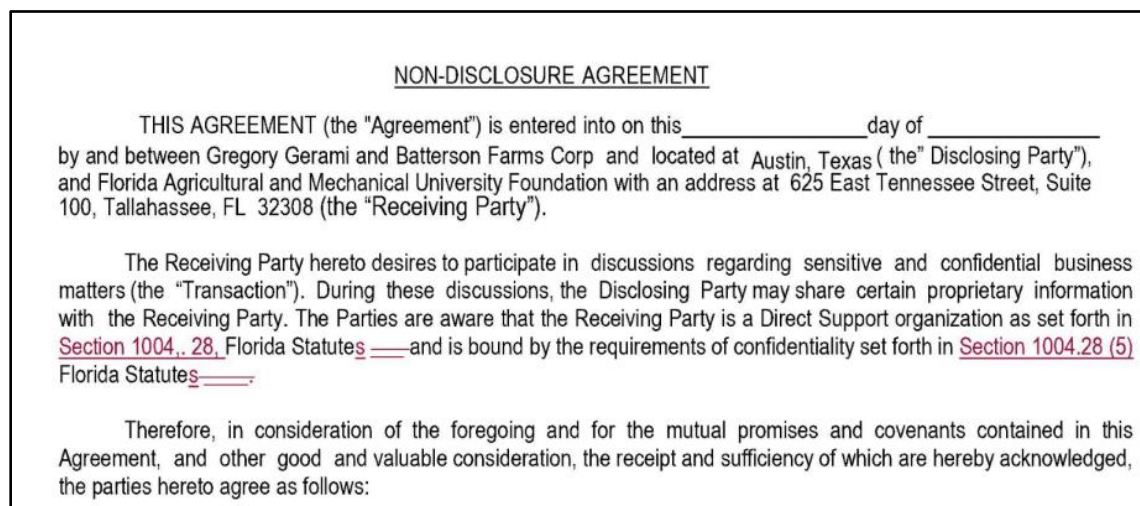 NON-DISCLOSURE AGREEMENT
THIS AGREEMENT (the "Agreement”) is entered into on this__________________day of _________________
by and between Gregory Gerami and Batterson Farms Corp and located at Austin, Texas ( the” Disclosing Party”),
and Florida Agricultural and Mechanical University Foundation with an address at 625 East Tennessee Street, Suite
100, Tallahassee, FL 32308 (the “Receiving Party”).
The Receiving Party hereto desires to participate in discussions regarding sensitive and confidential business
matters (the “Transaction”). During these discussions, the Disclosing Party may share certain proprietary information
with the Receiving Party. The Parties are aware that the Receiving Party is a Direct Support organization as set forth in
Section 1004,. 28, Florida Statutes ____and is bound by the requirements of confidentiality set forth in Section 1004.28 (5)
Florida Statutes_____.
Therefore, in consideration of the foregoing and for the mutual promises and covenants contained in this
Agreement, and other good and valuable consideration, the receipt and sufficiency of which are hereby acknowledged,
the parties hereto agree as follows: